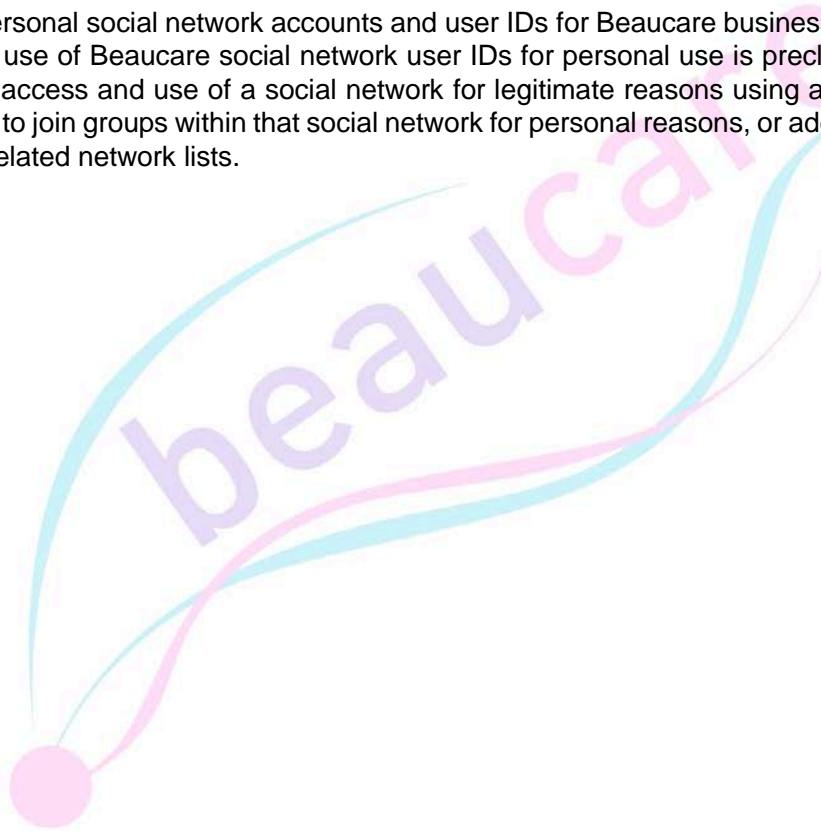 ersonal social network accounts and user IDs for Beaucare busines
use of Beaucare social network user IDs for personal use is precl
access and use of a social network for legitimate reasons using a
to join groups within that social network for personal reasons, or ad
elated network lists.
beaucare